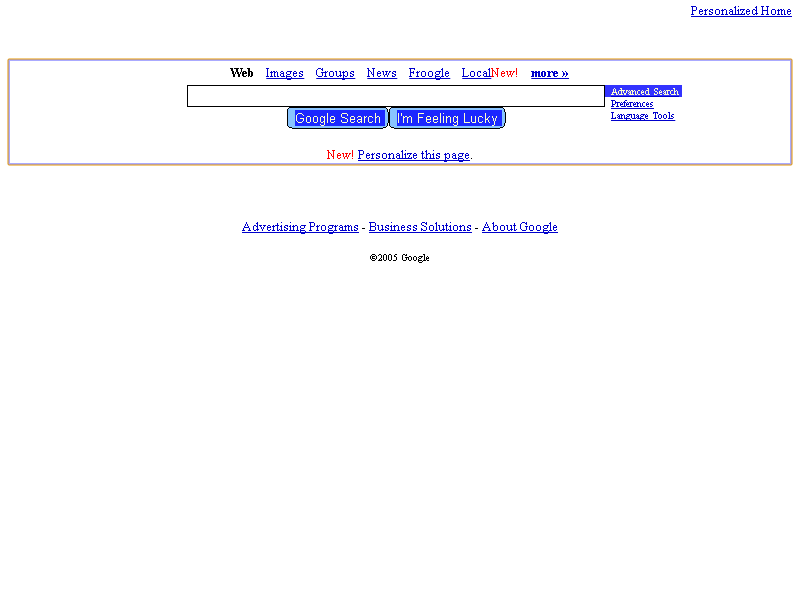 Personalized Home
Web Images Groups News Froogle LocalNew! more »
Advanced Search
Preferences
Language Tools
Google Search I'm Feeling Lucky
New! Personalize this page.
Advertising Programs - Business Solutions - About Google
©2005 Google